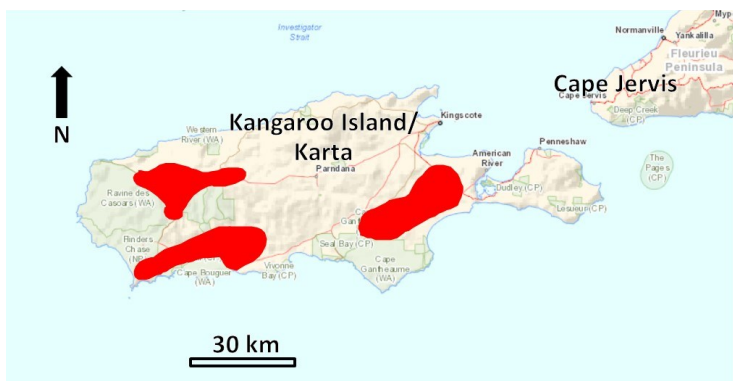 Investigator
Strait
Normanville
Myp
Yankalilla
Fleurieu
Peninsula
Cape Jervis
Cape Jervis
Deep Creek
(CP)
N
Kangaroo Island/
Karta
Kingscote
Western
River (WA)
American
River
Penneshaw
The
Pages
(CP)
Parndana
Ravine des
Casoars (WA)
Dudley (CP)
Lesueur (CP)
Flinders
Chase
(NP)
Seal Bay (CP)
Cape Bouguer
(WA)
Vivonne
Bay (CP)
Cape
Gantheaume
(WA)
30 km